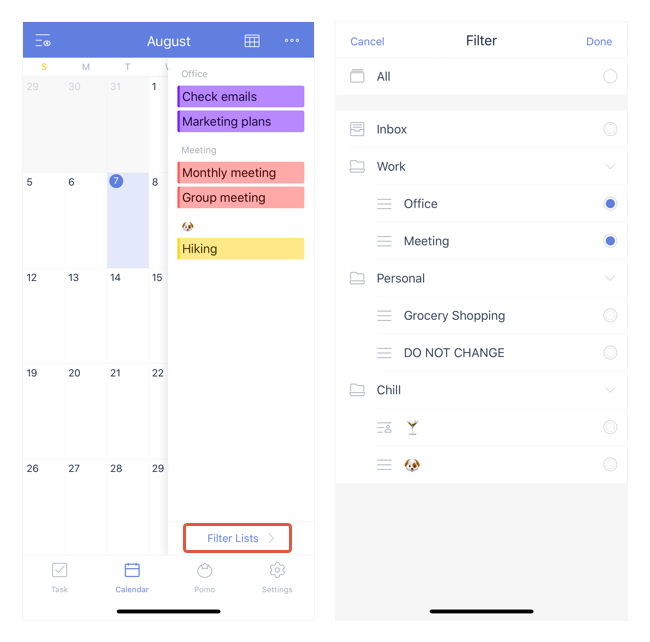 August
S M T
Office
29 30 31 1
Check emails
Marketing plans
Meeting
Monthly meeting
5 6 7 8
Group meeting
🐶
Hiking
12 13 14 15
19 20 21 22
26 27 28 29
Filter Lists
Task Calendar Pomo Settings
Cancel Filter Done
All
Inbox
Work
Office
Meeting
Personal
Grocery Shopping
DO NOT CHANGE
Chill
🍸
🐶